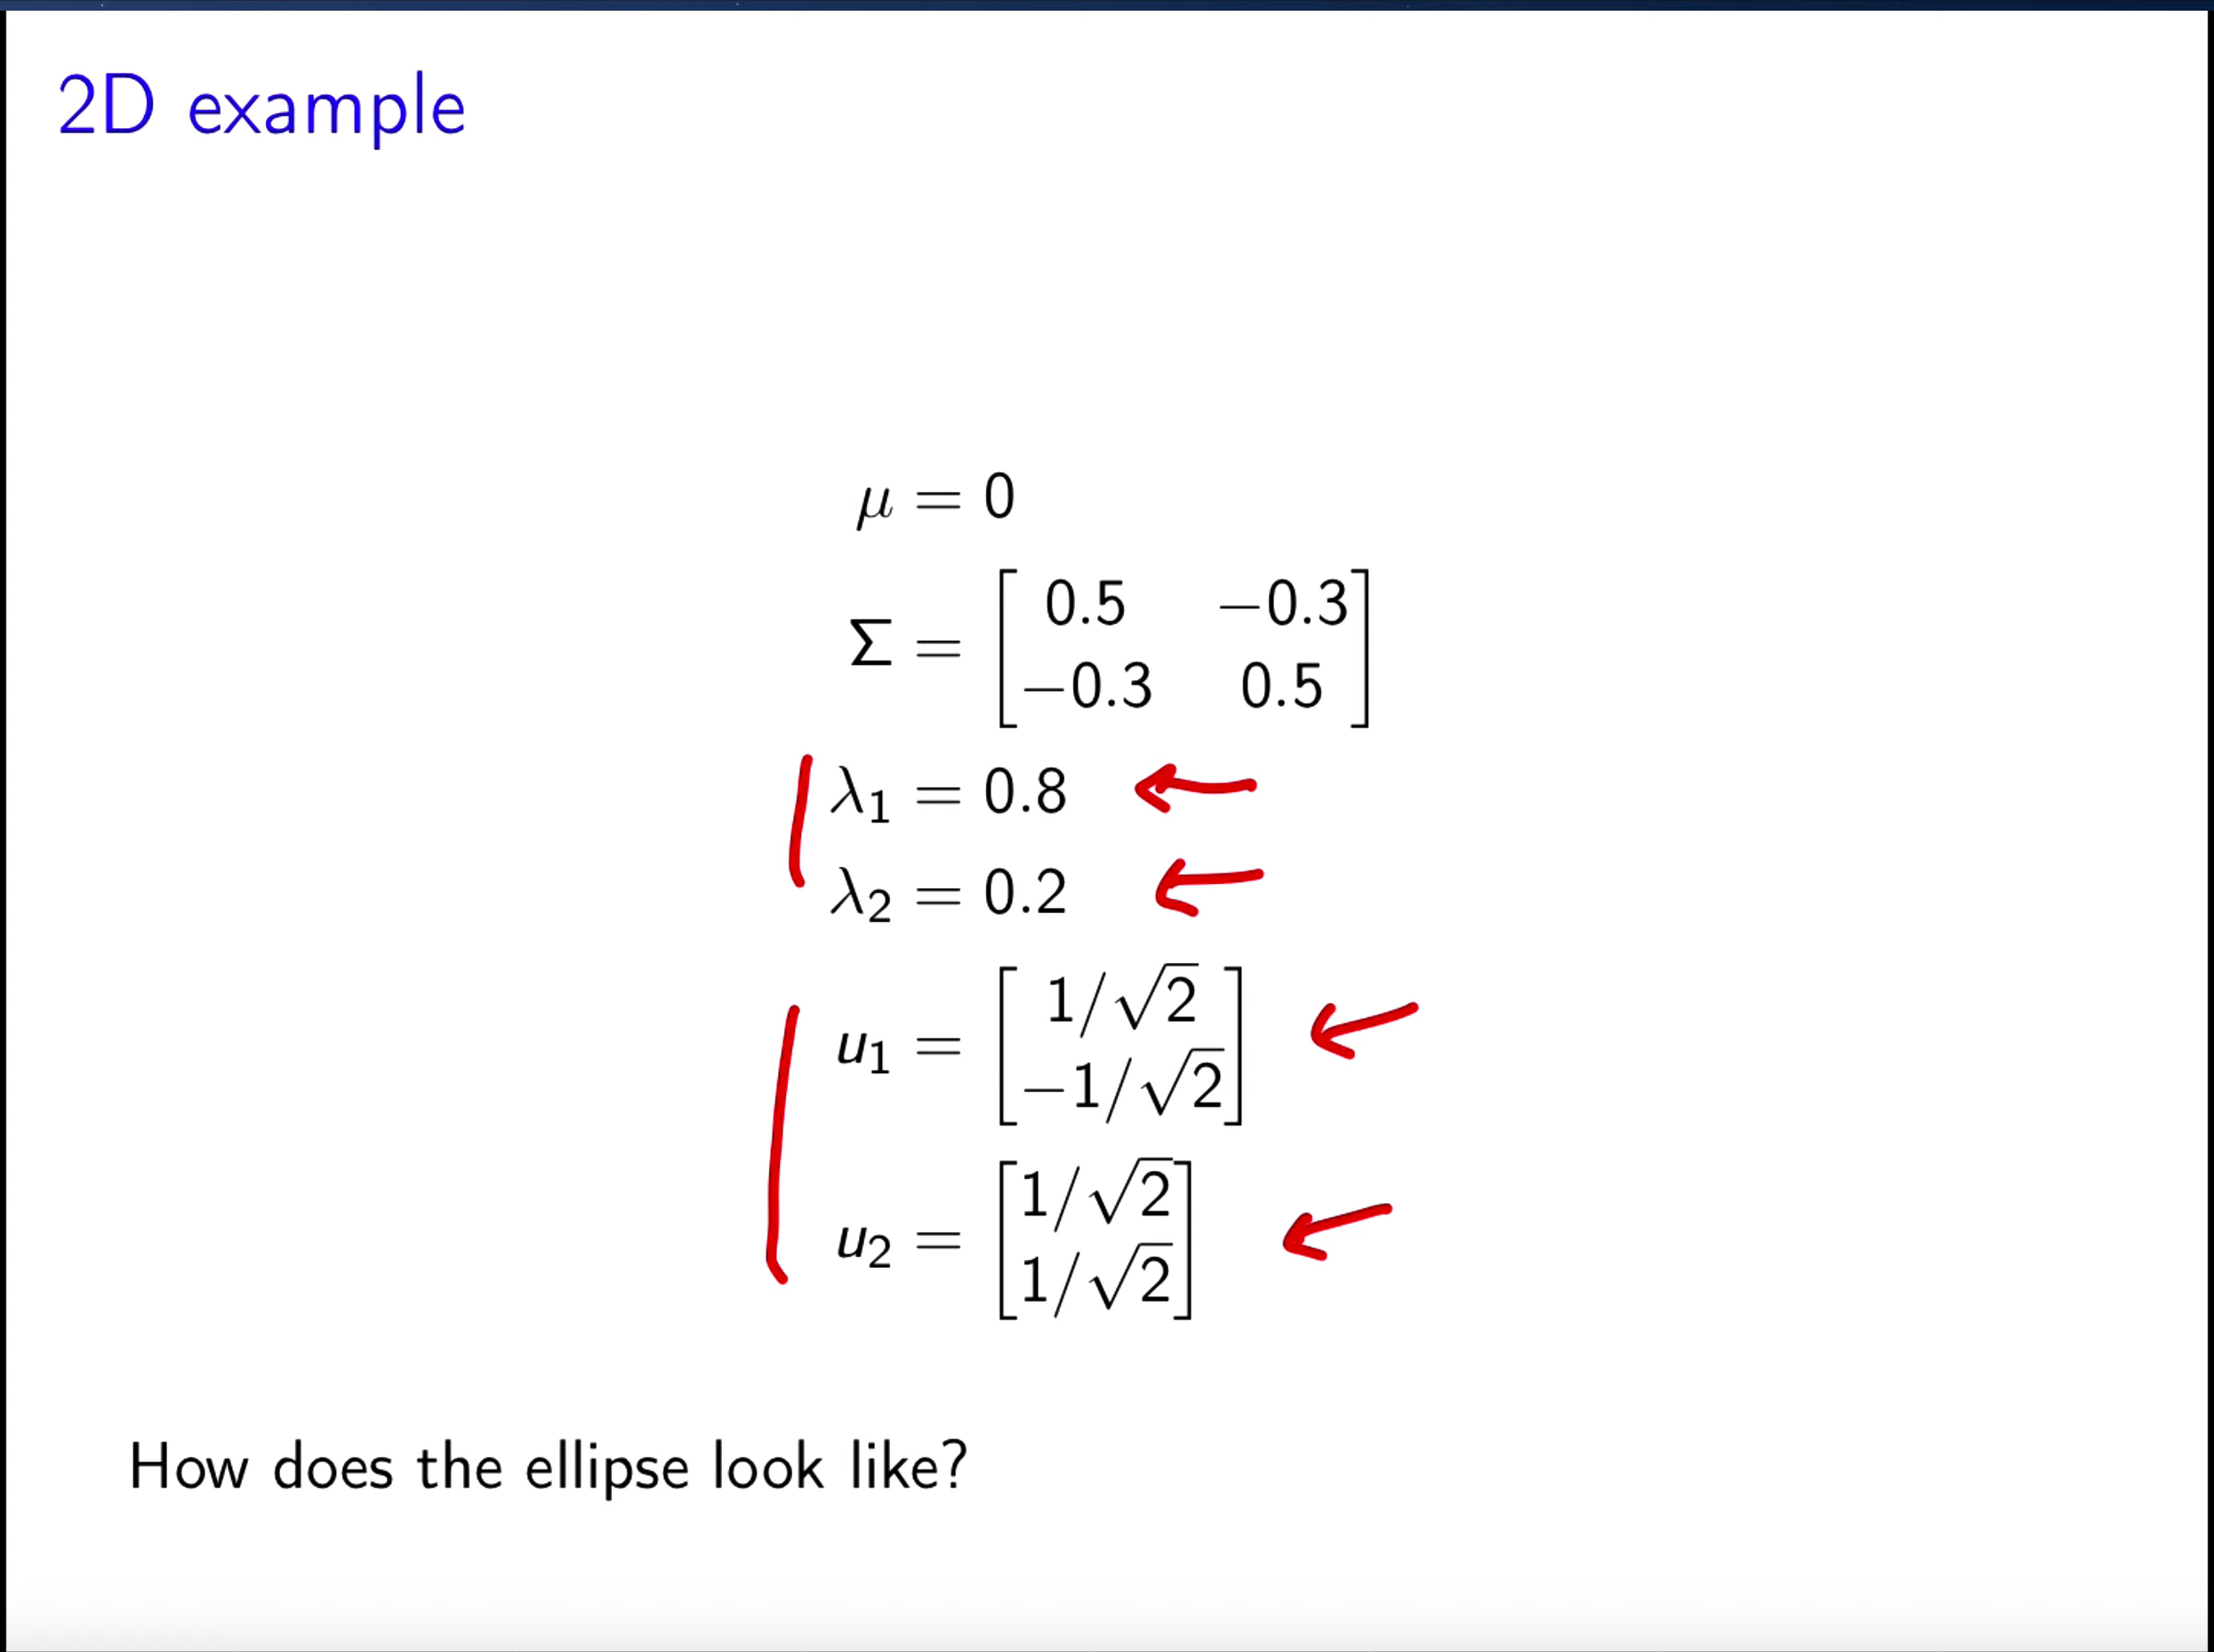 2D example
μ = 0
Σ = [0.5 −0.3
−0.3 0.5]
λ₁ = 0.8
λ₂ = 0.2
u₁ = [1/√2
−1/√2]
u₂ = [1/√2
1/√2]
How does the ellipse look like?